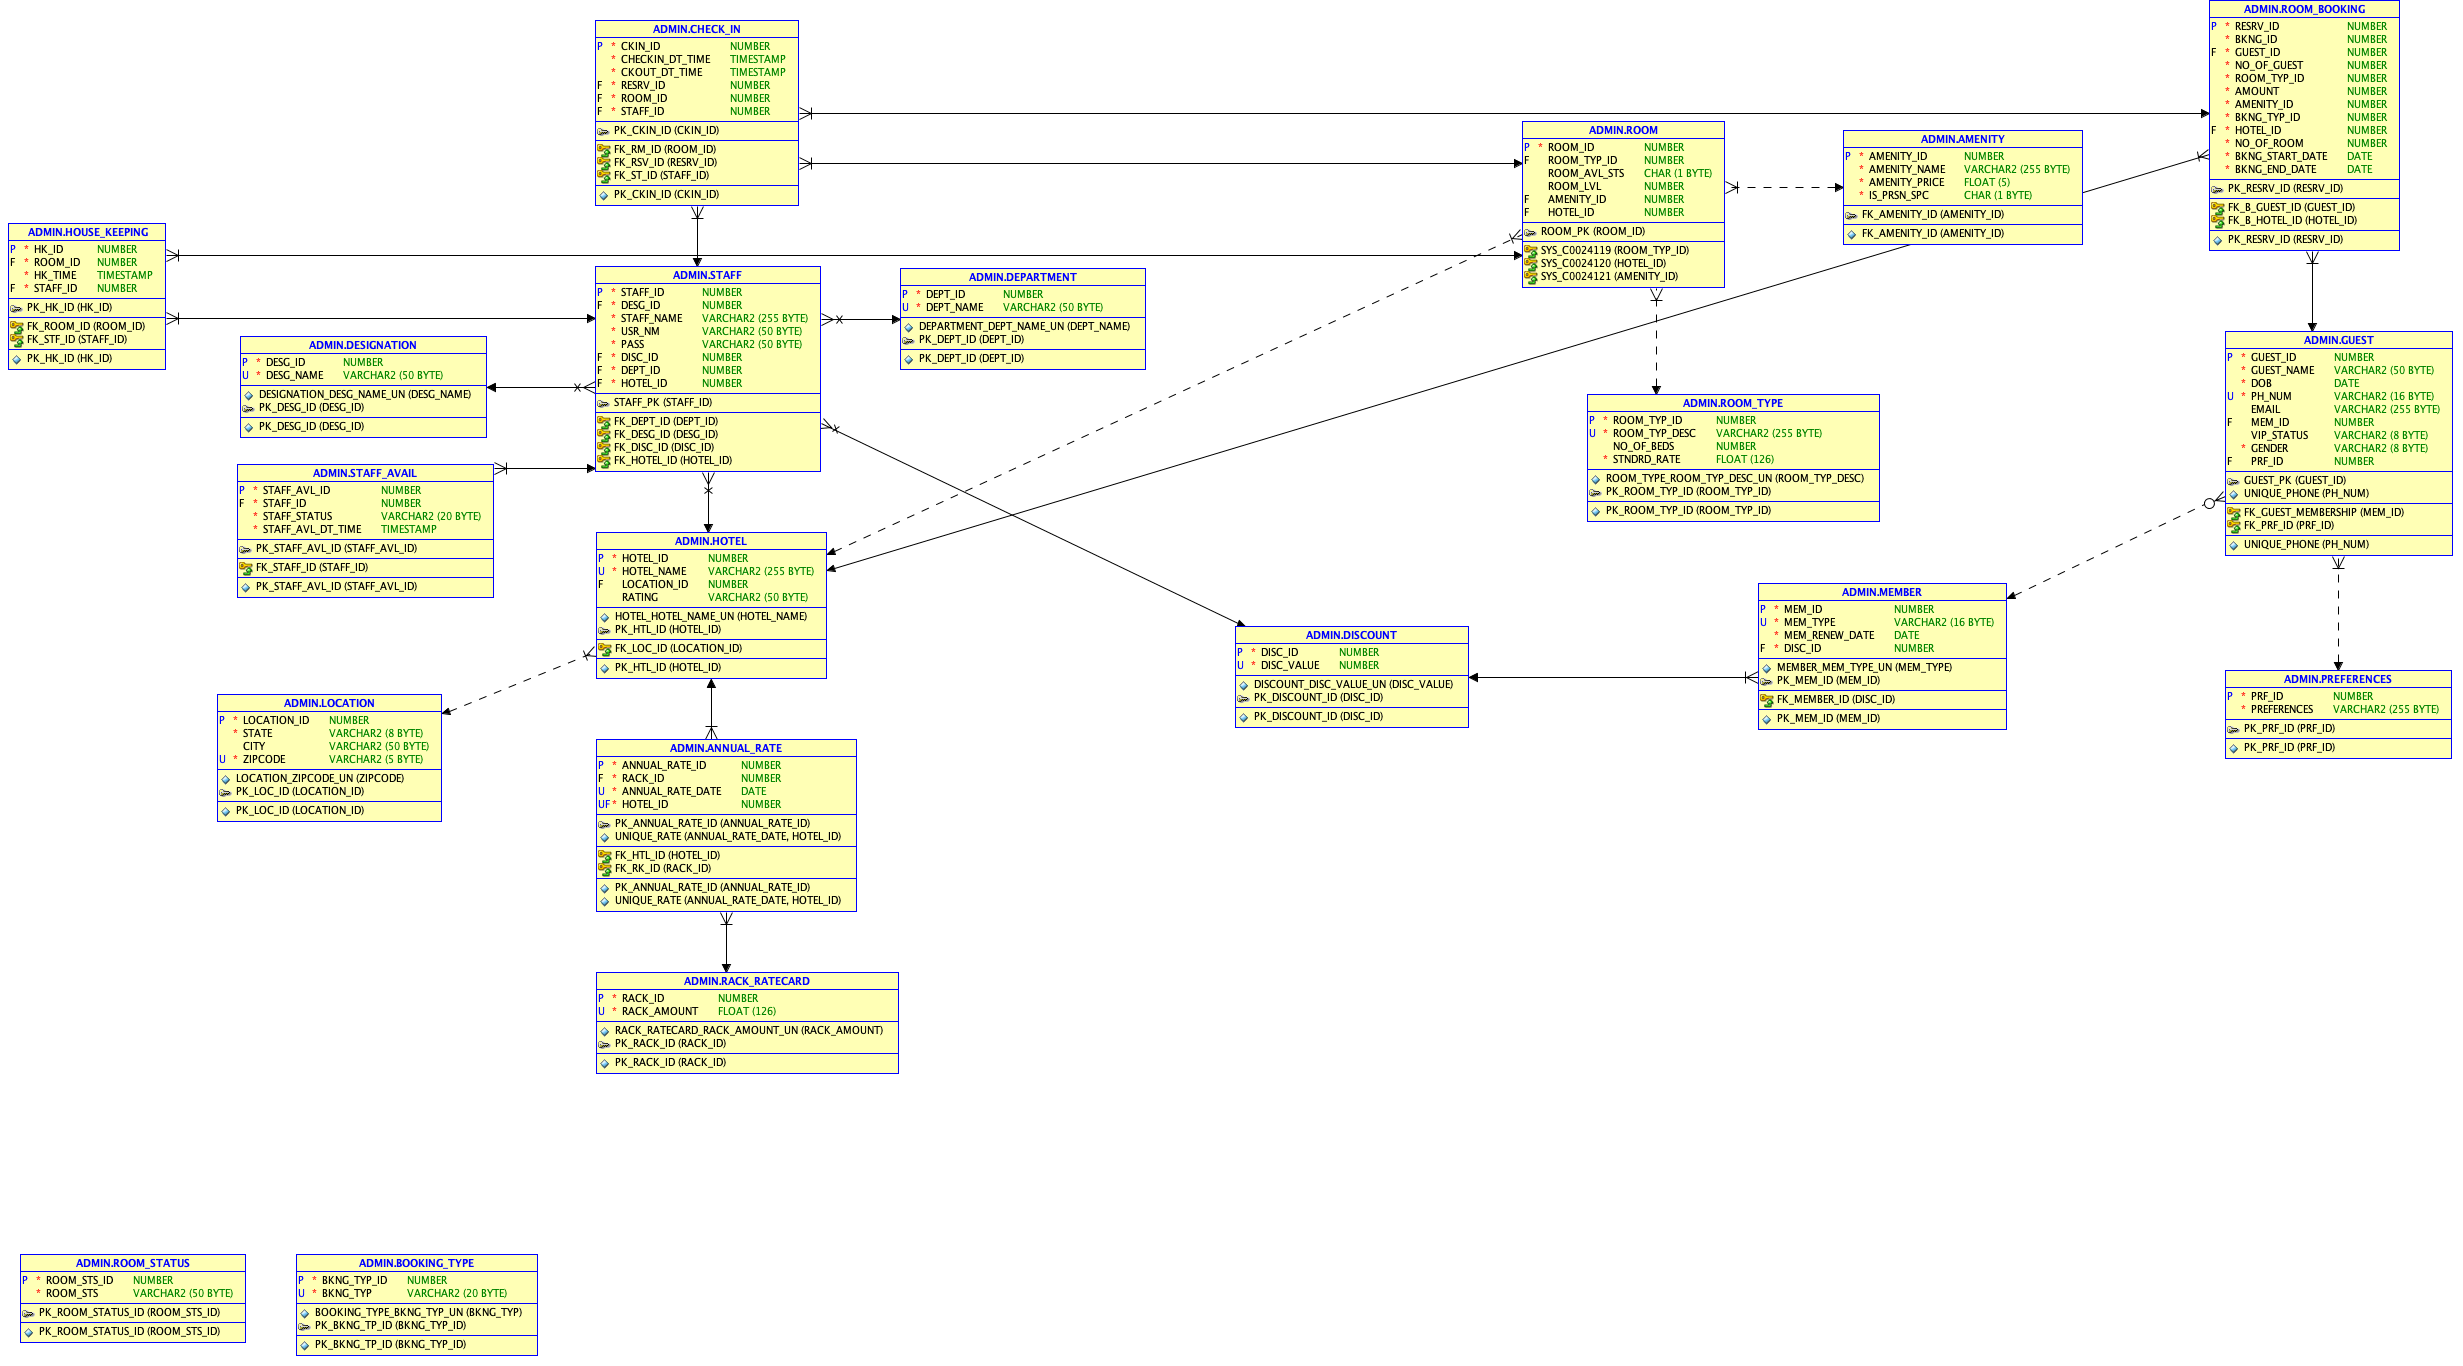 ADMIN.CHECK_IN
P * CKIN_ID NUMBER
* CHECKIN_DT_TIME TIMESTAMP
* CKOUT_DT_TIME TIMESTAMP
F * RESRV_ID NUMBER
F * ROOM_ID NUMBER
F * STAFF_ID NUMBER
PK_CKIN_ID (CKIN_ID)
FK_RM_ID (ROOM_ID)
FK_RSV_ID (RESRV_ID)
FK_ST_ID (STAFF_ID)
PK_CKIN_ID (CKIN_ID)
ADMIN.ROOM_BOOKING
P * RESRV_ID NUMBER
* BKNG_ID NUMBER
F * GUEST_ID NUMBER
* NO_OF_GUEST NUMBER
* ROOM_TYP_ID NUMBER
* AMOUNT NUMBER
* AMENITY_ID NUMBER
* BKNG_TYP_ID NUMBER
F * HOTEL_ID NUMBER
* NO_OF_ROOM NUMBER
* BKNG_START_DATE DATE
* BKNG_END_DATE DATE
PK_RESRV_ID (RESRV_ID)
FK_B_GUEST_ID (GUEST_ID)
FK_B_HOTEL_ID (HOTEL_ID)
PK_RESRV_ID (RESRV_ID)
ADMIN.ROOM
P * ROOM_ID NUMBER
F ROOM_TYP_ID NUMBER
ROOM_AVL_STS CHAR (1 BYTE)
ROOM_LVL NUMBER
F AMENITY_ID NUMBER
F HOTEL_ID NUMBER
ROOM_PK (ROOM_ID)
SYS_C0024119 (ROOM_TYP_ID)
SYS_C0024120 (HOTEL_ID)
SYS_C0024121 (AMENITY_ID)
ADMIN.AMENITY
P * AMENITY_ID NUMBER
* AMENITY_NAME VARCHAR2 (255 BYTE)
* AMENITY_PRICE FLOAT (5)
* IS_PRSN_SPC CHAR (1 BYTE)
FK_AMENITY_ID (AMENITY_ID)
FK_AMENITY_ID (AMENITY_ID)
ADMIN.HOUSE_KEEPING
P * HK_ID NUMBER
F * ROOM_ID NUMBER
* HK_TIME TIMESTAMP
F * STAFF_ID NUMBER
PK_HK_ID (HK_ID)
FK_ROOM_ID (ROOM_ID)
FK_STF_ID (STAFF_ID)
PK_HK_ID (HK_ID)
ADMIN.STAFF
P * STAFF_ID NUMBER
F * DESG_ID NUMBER
* STAFF_NAME VARCHAR2 (255 BYTE)
* USR_NM VARCHAR2 (50 BYTE)
* PASS VARCHAR2 (50 BYTE)
F * DISC_ID NUMBER
F * DEPT_ID NUMBER
F * HOTEL_ID NUMBER
STAFF_PK (STAFF_ID)
FK_DEPT_ID (DEPT_ID)
FK_DESG_ID (DESG_ID)
FK_DISC_ID (DISC_ID)
FK_HOTEL_ID (HOTEL_ID)
ADMIN.DEPARTMENT
P * DEPT_ID NUMBER
U * DEPT_NAME VARCHAR2 (50 BYTE)
DEPARTMENT_DEPT_NAME_UN (DEPT_NAME)
PK_DEPT_ID (DEPT_ID)
PK_DEPT_ID (DEPT_ID)
ADMIN.DESIGNATION
P * DESG_ID NUMBER
U * DESG_NAME VARCHAR2 (50 BYTE)
DESIGNATION_DESG_NAME_UN (DESG_NAME)
PK_DESG_ID (DESG_ID)
PK_DESG_ID (DESG_ID)
ADMIN.GUEST
P * GUEST_ID NUMBER
* GUEST_NAME VARCHAR2 (50 BYTE)
* DOB DATE
U * PH_NUM VARCHAR2 (16 BYTE)
EMAIL VARCHAR2 (255 BYTE)
F MEM_ID NUMBER
VIP_STATUS VARCHAR2 (8 BYTE)
* GENDER VARCHAR2 (8 BYTE)
F PRF_ID NUMBER
GUEST_PK (GUEST_ID)
UNIQUE_PHONE (PH_NUM)
FK_GUEST_MEMBERSHIP (MEM_ID)
FK_PRF_ID (PRF_ID)
UNIQUE_PHONE (PH_NUM)
ADMIN.ROOM_TYPE
P * ROOM_TYP_ID NUMBER
U * ROOM_TYP_DESC VARCHAR2 (255 BYTE)
NO_OF_BEDS NUMBER
* STNDRD_RATE FLOAT (126)
ROOM_TYPE_ROOM_TYP_DESC_UN (ROOM_TYP_DESC)
PK_ROOM_TYP_ID (ROOM_TYP_ID)
PK_ROOM_TYP_ID (ROOM_TYP_ID)
ADMIN.STAFF_AVAIL
P * STAFF_AVL_ID NUMBER
F * STAFF_ID NUMBER
* STAFF_STATUS VARCHAR2 (20 BYTE)
* STAFF_AVL_DT_TIME TIMESTAMP
PK_STAFF_AVL_ID (STAFF_AVL_ID)
FK_STAFF_ID (STAFF_ID)
PK_STAFF_AVL_ID (STAFF_AVL_ID)
ADMIN.HOTEL
P * HOTEL_ID NUMBER
U * HOTEL_NAME VARCHAR2 (255 BYTE)
F LOCATION_ID NUMBER
RATING VARCHAR2 (50 BYTE)
HOTEL_HOTEL_NAME_UN (HOTEL_NAME)
PK_HTL_ID (HOTEL_ID)
FK_LOC_ID (LOCATION_ID)
PK_HTL_ID (HOTEL_ID)
ADMIN.MEMBER
P * MEM_ID NUMBER
U * MEM_TYPE VARCHAR2 (16 BYTE)
* MEM_RENEW_DATE DATE
F * DISC_ID NUMBER
MEMBER_MEM_TYPE_UN (MEM_TYPE)
PK_MEM_ID (MEM_ID)
FK_MEMBER_ID (DISC_ID)
PK_MEM_ID (MEM_ID)
ADMIN.DISCOUNT
P * DISC_ID NUMBER
U * DISC_VALUE NUMBER
DISCOUNT_DISC_VALUE_UN (DISC_VALUE)
PK_DISCOUNT_ID (DISC_ID)
PK_DISCOUNT_ID (DISC_ID)
ADMIN.PREFERENCES
P * PRF_ID NUMBER
* PREFERENCES VARCHAR2 (255 BYTE)
PK_PRF_ID (PRF_ID)
PK_PRF_ID (PRF_ID)
ADMIN.LOCATION
P * LOCATION_ID NUMBER
* STATE VARCHAR2 (8 BYTE)
CITY VARCHAR2 (50 BYTE)
U * ZIPCODE VARCHAR2 (5 BYTE)
LOCATION_ZIPCODE_UN (ZIPCODE)
PK_LOC_ID (LOCATION_ID)
PK_LOC_ID (LOCATION_ID)
ADMIN.ANNUAL_RATE
P * ANNUAL_RATE_ID NUMBER
F * RACK_ID NUMBER
U * ANNUAL_RATE_DATE DATE
UF * HOTEL_ID NUMBER
PK_ANNUAL_RATE_ID (ANNUAL_RATE_ID)
UNIQUE_RATE (ANNUAL_RATE_DATE, HOTEL_ID)
FK_HTL_ID (HOTEL_ID)
FK_RK_ID (RACK_ID)
PK_ANNUAL_RATE_ID (ANNUAL_RATE_ID)
UNIQUE_RATE (ANNUAL_RATE_DATE, HOTEL_ID)
ADMIN.RACK_RATECARD
P * RACK_ID NUMBER
U * RACK_AMOUNT FLOAT (126)
RACK_RATECARD_RACK_AMOUNT_UN (RACK_AMOUNT)
PK_RACK_ID (RACK_ID)
PK_RACK_ID (RACK_ID)
ADMIN.ROOM_STATUS
P * ROOM_STS_ID NUMBER
* ROOM_STS VARCHAR2 (50 BYTE)
PK_ROOM_STATUS_ID (ROOM_STS_ID)
PK_ROOM_STATUS_ID (ROOM_STS_ID)
ADMIN.BOOKING_TYPE
P * BKNG_TYP_ID NUMBER
U * BKNG_TYP VARCHAR2 (20 BYTE)
BOOKING_TYPE_BKNG_TYP_UN (BKNG_TYP)
PK_BKNG_TP_ID (BKNG_TYP_ID)
PK_BKNG_TP_ID (BKNG_TYP_ID)